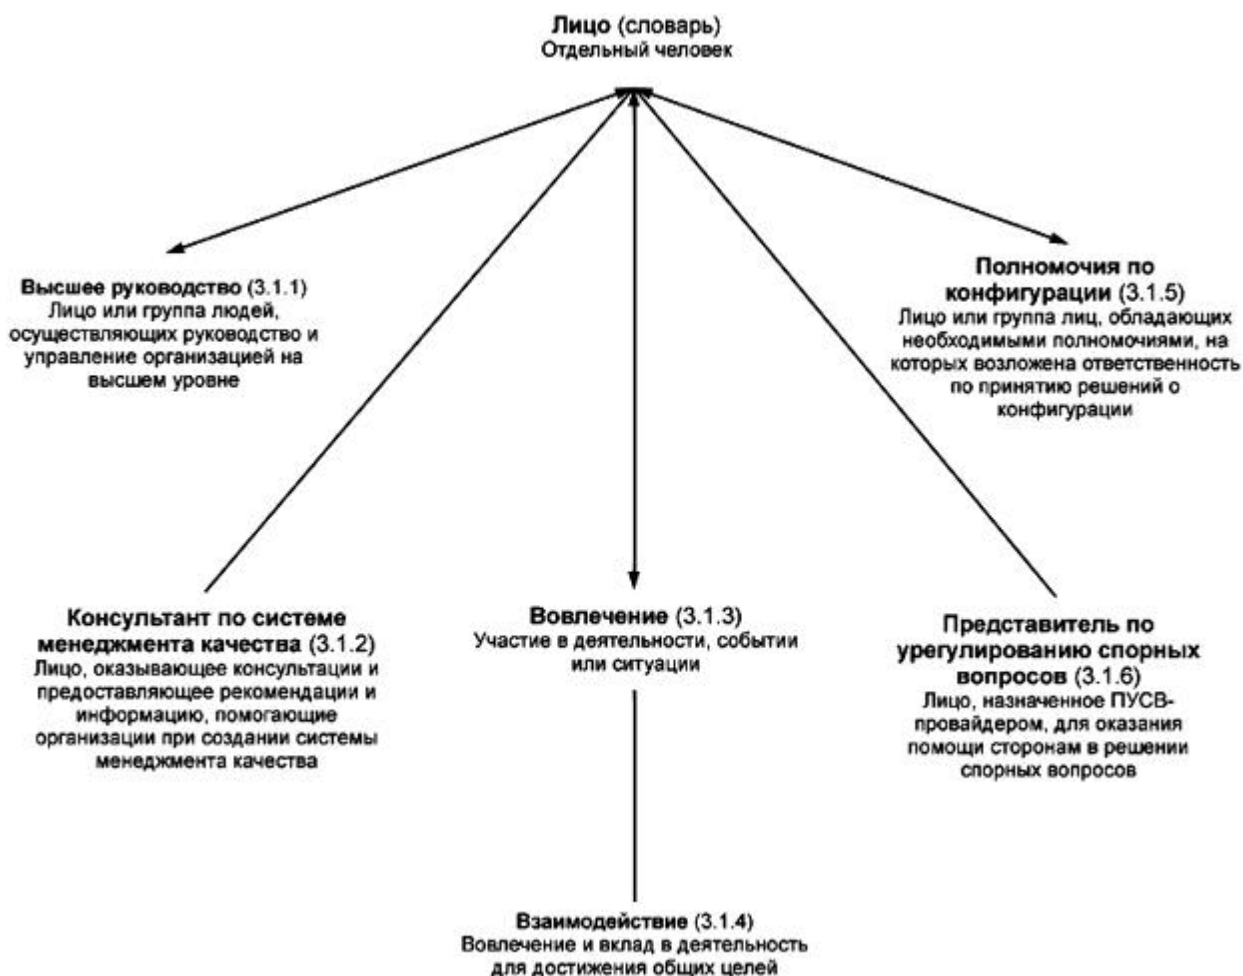 Лицо (словарь)
Отдельный человек
Высшее руководство (3.1.1)
Лицо или группа людей,
осуществляющих руководство и
управление организацией на
высшем уровне
Полномочия по
конфигурации (3.1.5)
Лицо или группа лиц, обладающих
необходимыми полномочиями, на
которых возложена ответственность
по принятию решений о
конфигурации
Консультант по системе
менеджмента качества (3.1.2)
Лицо, оказывающее консультации и
предоставляющее рекомендации и
информацию, помогающие
организации при создании системы
менеджмента качества
Вовлечение (3.1.3)
Участие в деятельности, событии
или ситуации
Представитель по
урегулированию спорных
вопросов (3.1.6)
Лицо, назначенное ПУСВ-
провайдером, для оказания
помощи сторонам в решении
спорных вопросов
Взаимодействие (3.1.4)
Вовлечение и вклад в деятельность
для достижения общих целей